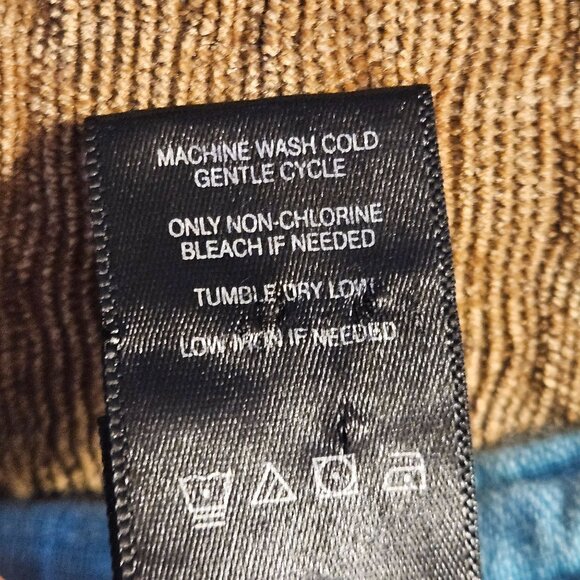 MACHINE WASH COLD
GENTLE CYCLE
ONLY NON-CHLORINE
BLEACH IF NEEDED
TUMBLE DRY LOW
LOW IRON IF NEEDED